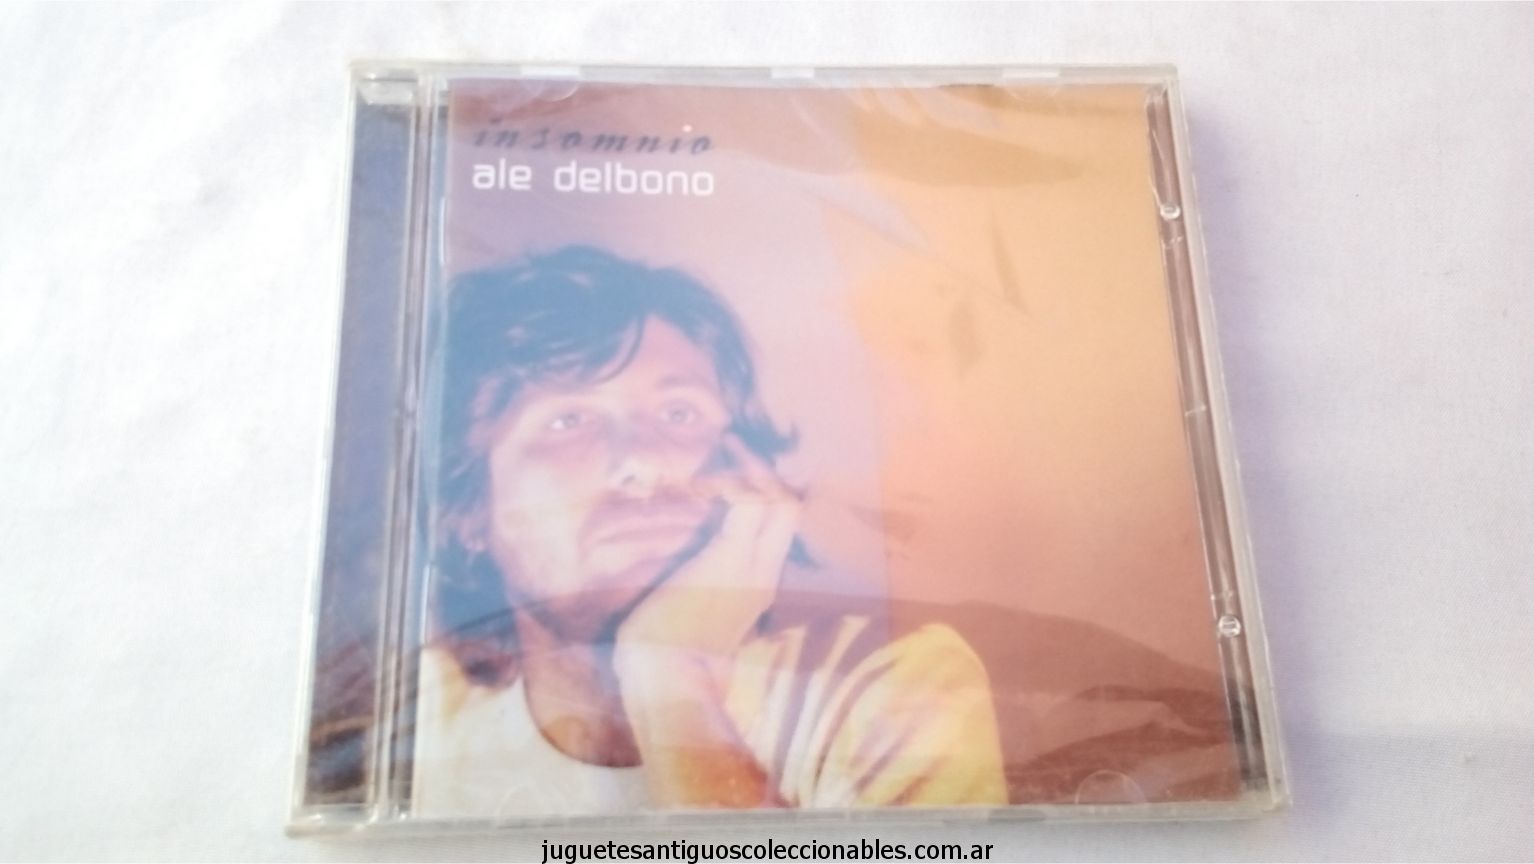 insomnio
ale delbono
juguetesantiguoscoleccionables.com.ar